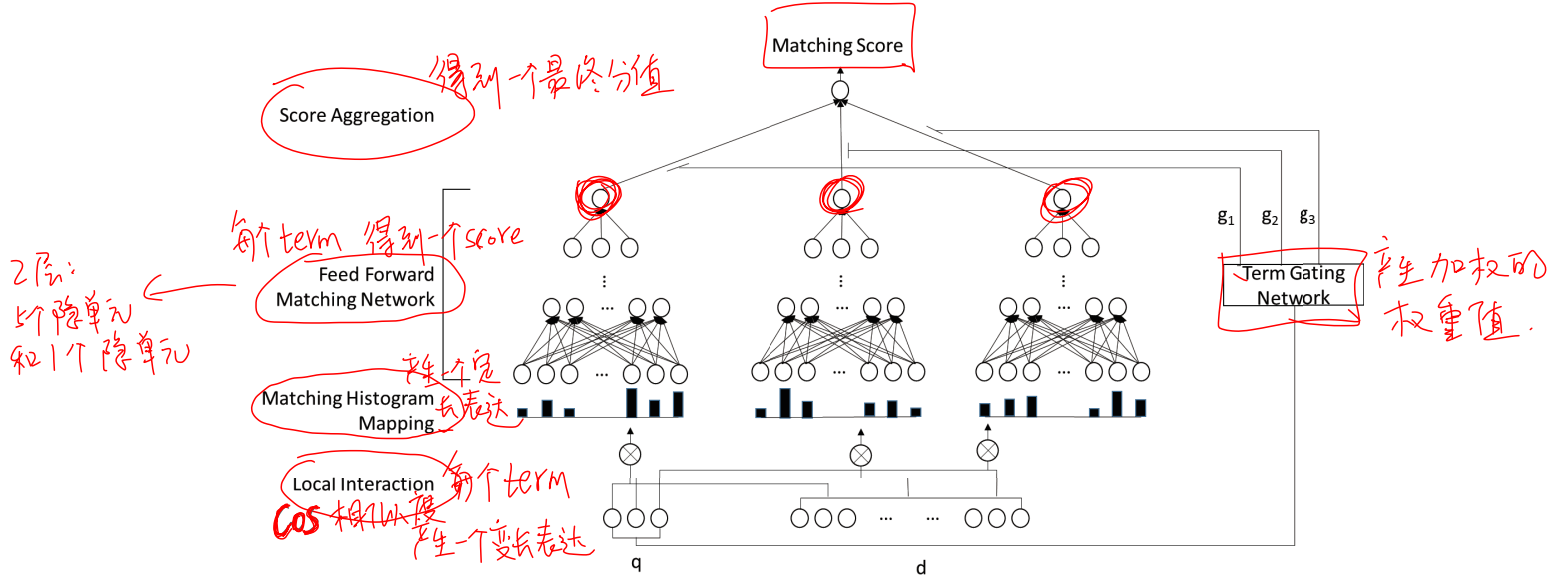 Matching Score
得到一个最终分值
Score Aggregation
g₁
g₂
g₃
每个term 得到一个score
2层:
5个隐单元
和1个隐单元
Feed Forward
Matching Network
...
...
...
Term Gating
Network
产生加权的
权重值.
...
...
...
...
...
...
产生一个定
长表达
Matching Histogram
Mapping
Local Interaction
每个term
cos 相似度
产生一个变长表达
... ...
q
d